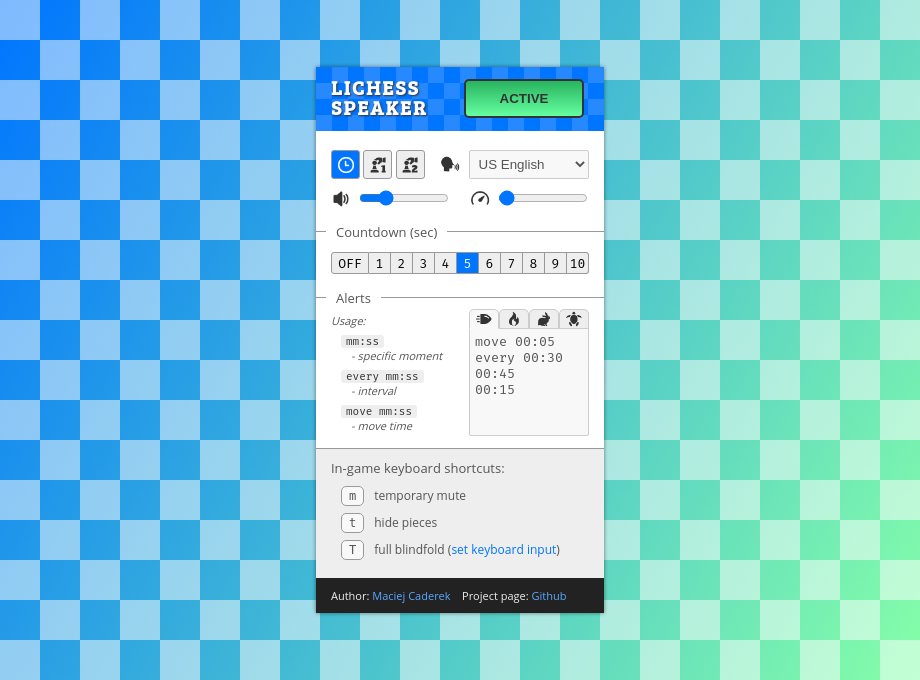 LICHESS
SPEAKER
ACTIVE
1 2 US English
Countdown (sec)
OFF 1 2 3 4 5 6 7 8 9 10
Alerts
Usage:
mm:ss
- specific moment
every mm:ss
- interval
move mm:ss
- move time
move 00:05
every 00:30
00:45
00:15
In-game keyboard shortcuts:
m temporary mute
t hide pieces
T full blindfold (set keyboard input)
Author: Maciej Caderek Project page: Github